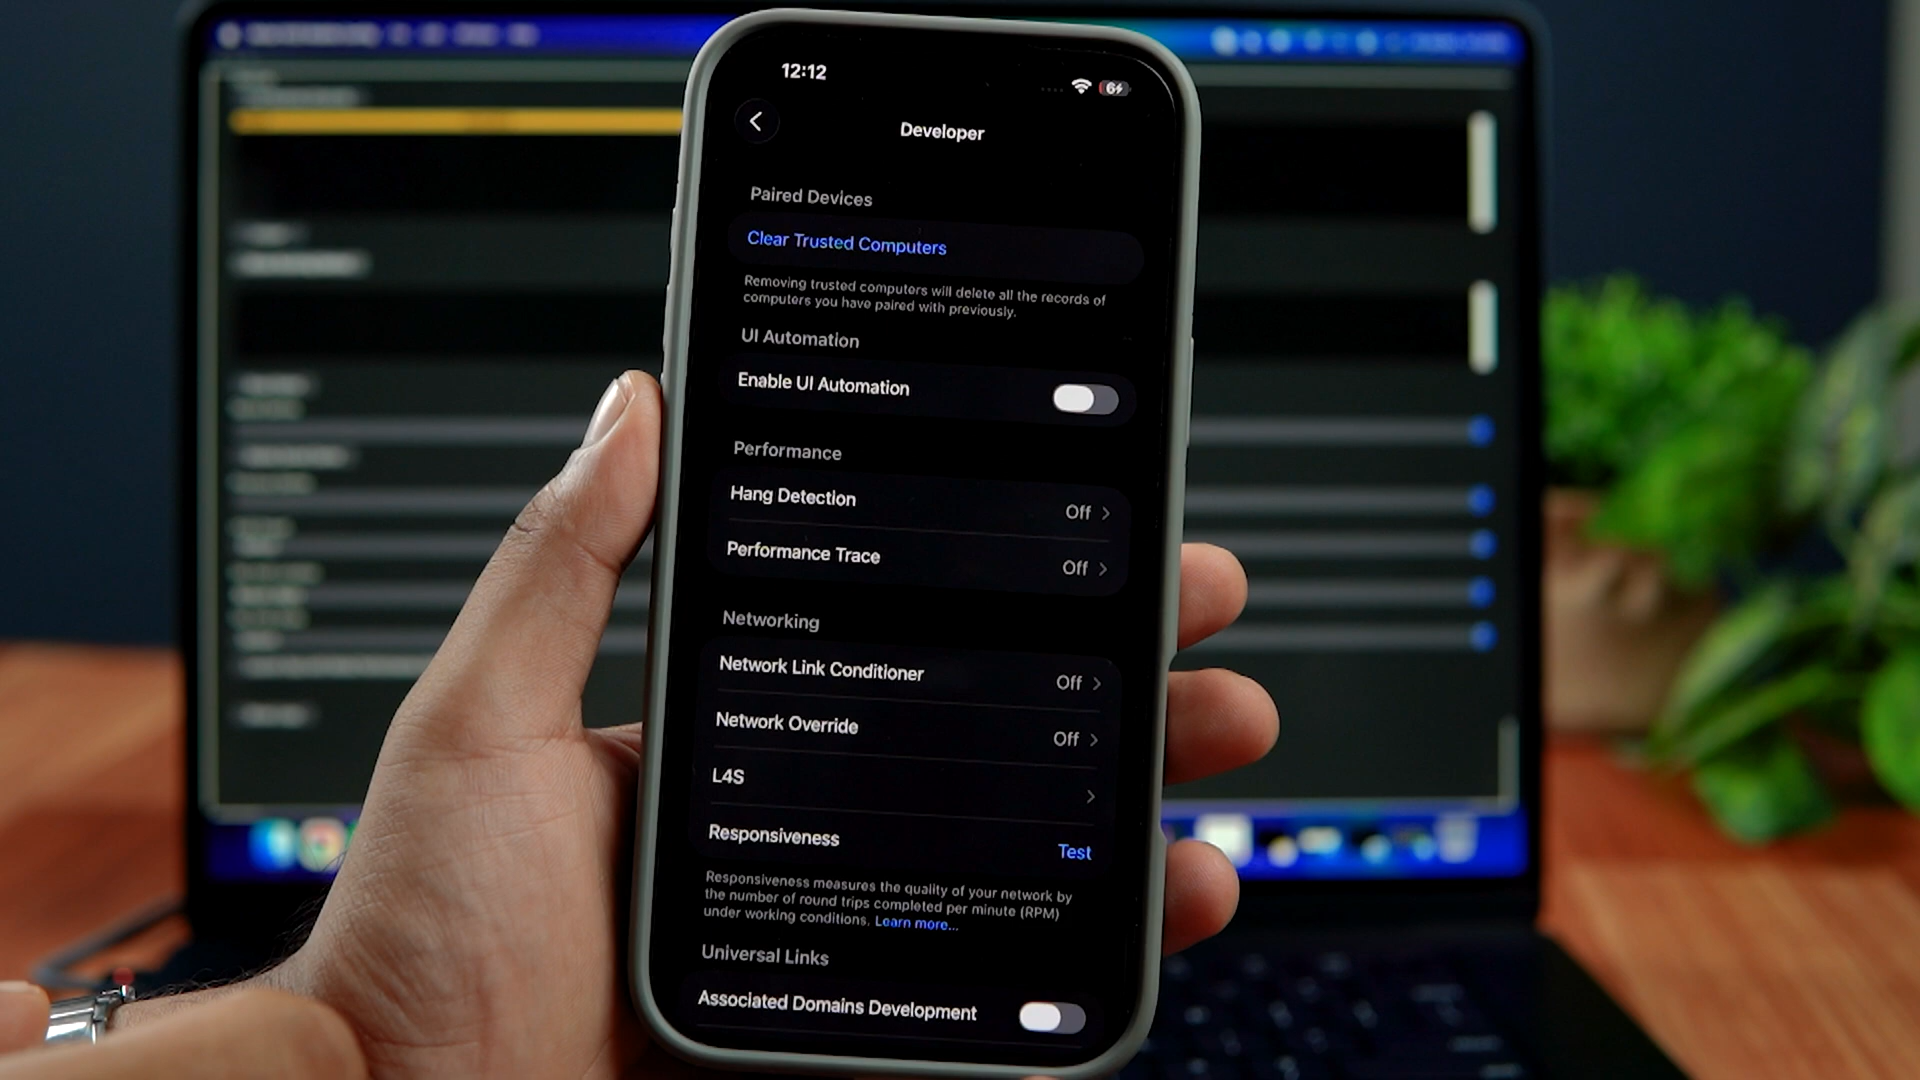 12:12
6
Developer
Paired Devices
Clear Trusted Computers
Removing trusted computers will delete all the records of
computers you have paired with previously.
UI Automation
Enable UI Automation
Performance
Hang Detection Off
Performance Trace Off
Networking
Network Link Conditioner Off
Network Override Off
L4S
Responsiveness Test
Responsiveness measures the quality of your network by
the number of round trips completed per minute (RPM)
under working conditions. Learn more...
Universal Links
Associated Domains Development